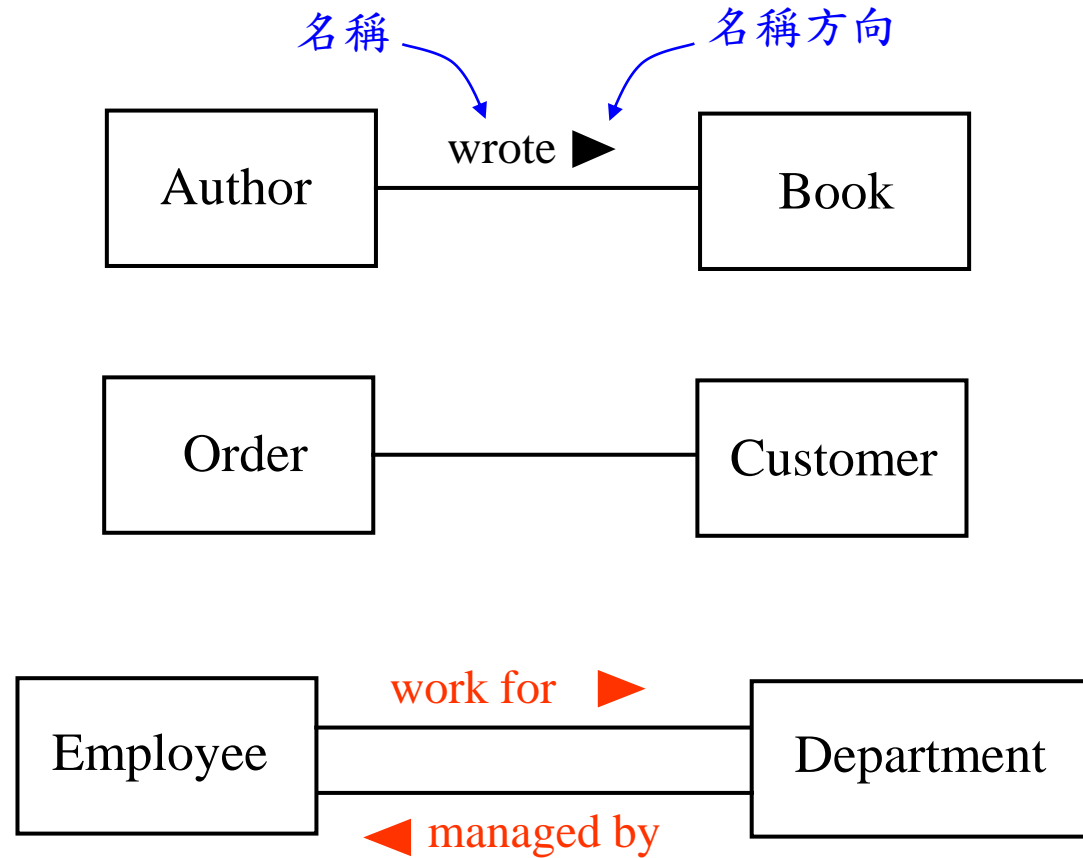 名稱
名稱方向
wrote ►
Author
Book
Order
Customer
work for ►
Employee
Department
◄ managed by